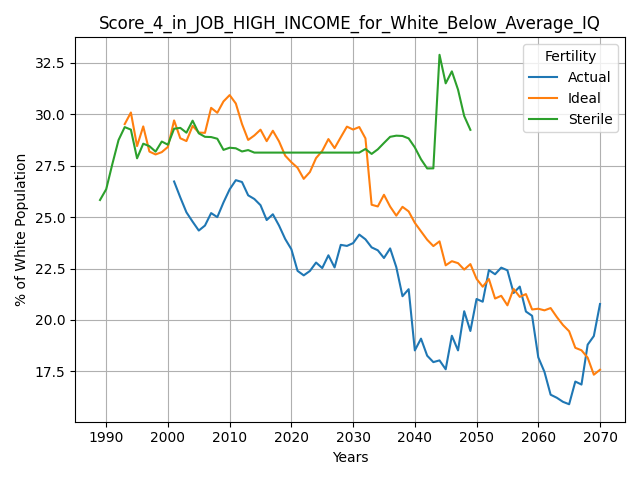 Score_4_in_JOB_HIGH_INCOME_for_White_Below_Average_IQ
Fertility
Actual
Ideal
Sterile
% of White Population
32.5
30.0
27.5
25.0
22.5
20.0
17.5
1990 2000 2010 2020 2030 2040 2050 2060 2070
Years